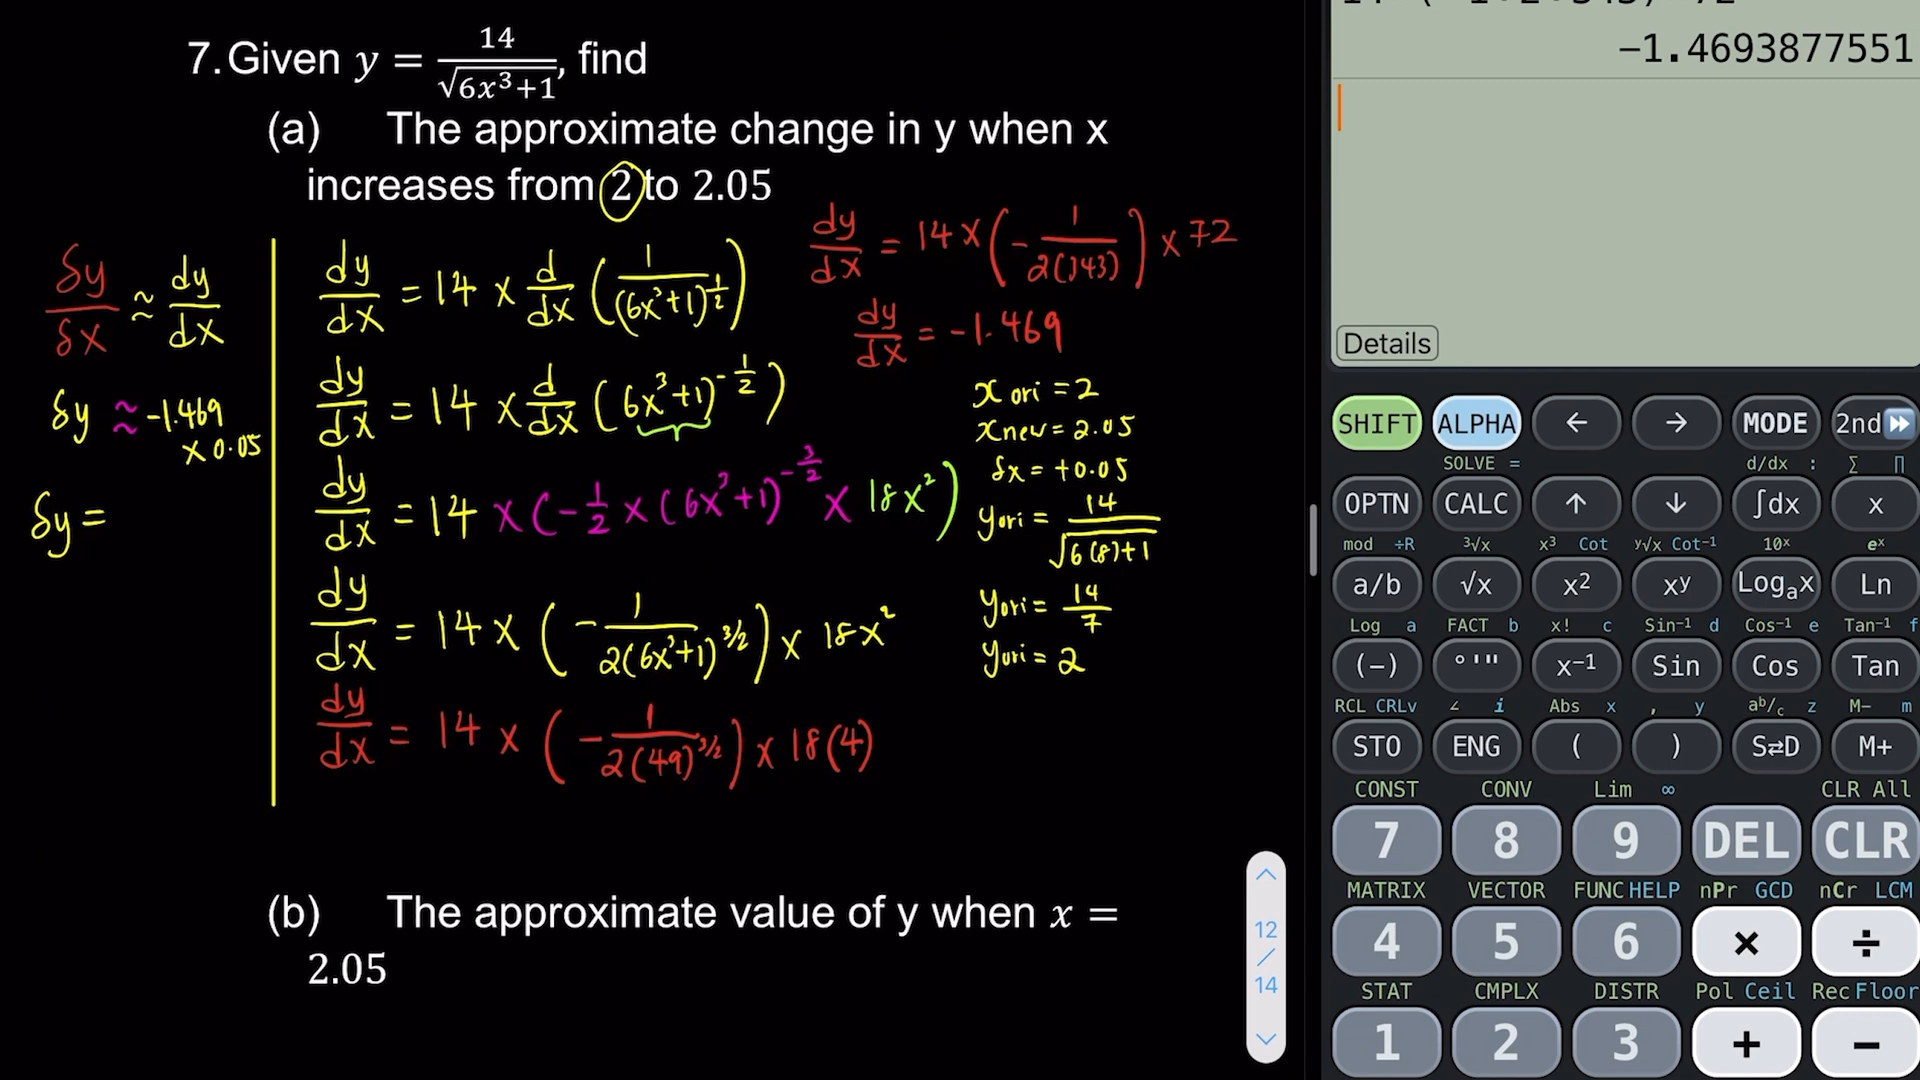 7. Given y = 14/√(6x³+1), find
(a) The approximate change in y when x
increases from 2 to 2.05
δy/δx ≈ dy/dx
δy ≈ -1.469
× 0.05
δy =
dy/dx = 14 × d/dx (1/(6x³+1)^(1/2))
dy/dx = 14 × d/dx (6x³+1)^(-1/2))
dy/dx = 14 × (-1/2 × (6x³+1)^(-3/2) × 18x²)
dy/dx = 14 × (-1/(2(6x³+1)^(3/2))) × 18x²
dy/dx = 14 × (-1/(2(49)^(3/2))) × 18(4)
dy/dx = 14 × (-1/(2(343))) × 72
dy/dx = -1.469
x ori = 2
x new = 2.05
δx = +0.05
y ori = 14/√(6(8)+1)
y ori = 14/7
y ori = 2
(b) The approximate value of y when x =
2.05
12
/
14
−1.4693877551
Details
SHIFT ALPHA ← → MODE 2nd
SOLVE = d/dx : ∑ ∏
OPTN CALC ↑ ↓ ∫dx x
mod ÷R ³√x x³ Cot y√x Cot⁻¹ 10ˣ eˣ
a/b √x x² xʸ Logₐx Ln
Log a FACT b x! c Sin⁻¹ d Cos⁻¹ e Tan⁻¹ f
(−) °'" x⁻¹ Sin Cos Tan
RCL CRLv ∠ i Abs x , y aᵇ/c z M− m
STO ENG ( ) S⇄D M+
CONST CONV Lim ∞ CLR All
7 8 9 DEL CLR
MATRIX VECTOR FUNC HELP nPr GCD nCr LCM
4 5 6 × ÷
STAT CMPLX DISTR Pol Ceil Rec Floor
1 2 3 + −